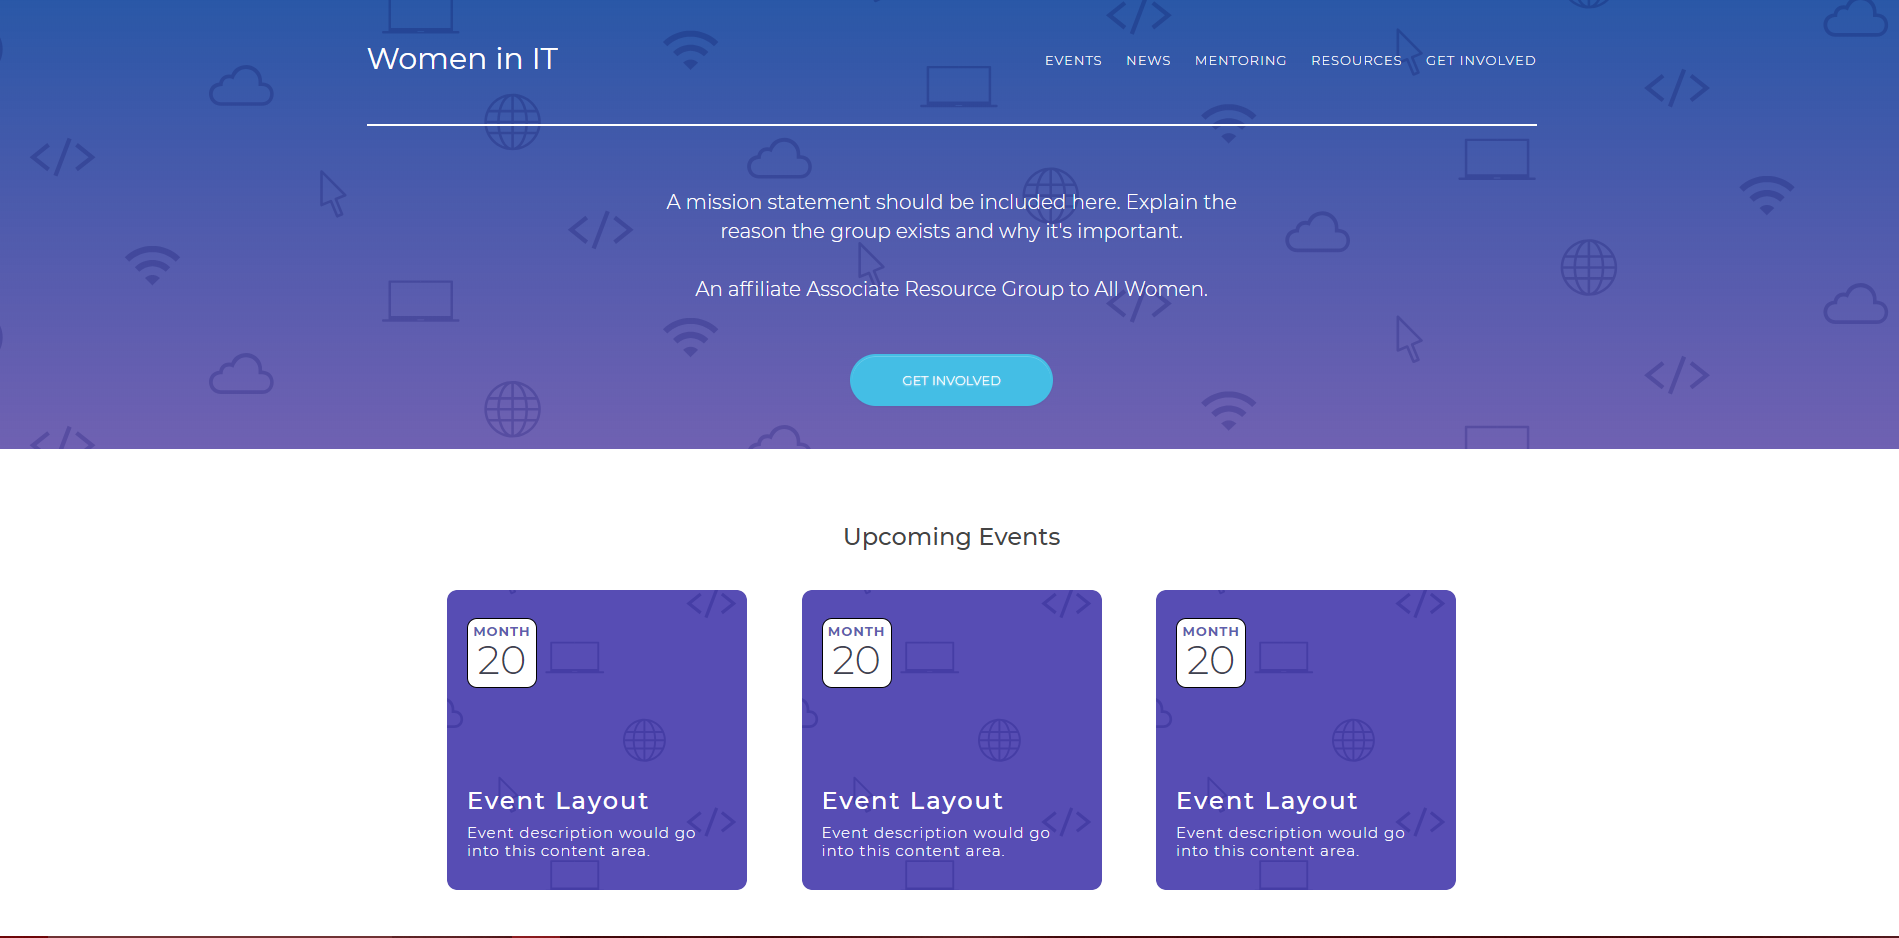 Women in IT
EVENTS NEWS MENTORING RESOURCES GET INVOLVED
A mission statement should be included here. Explain the
reason the group exists and why it's important.
An affiliate Associate Resource Group to All Women.
GET INVOLVED
Upcoming Events
MONTH
20
Event Layout
Event description would go
into this content area.
MONTH
20
Event Layout
Event description would go
into this content area.
MONTH
20
Event Layout
Event description would go
into this content area.